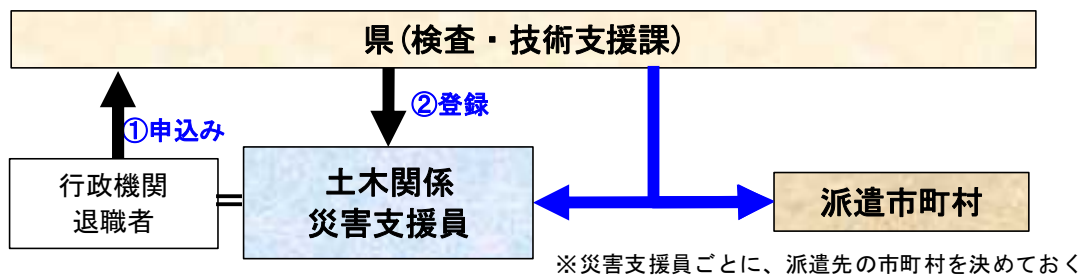 県(検査・技術支援課)
②登録
①申込み
行政機関
退職者
土木関係
災害支援員
派遣市町村
※災害支援員ごとに、派遣先の市町村を決めておく